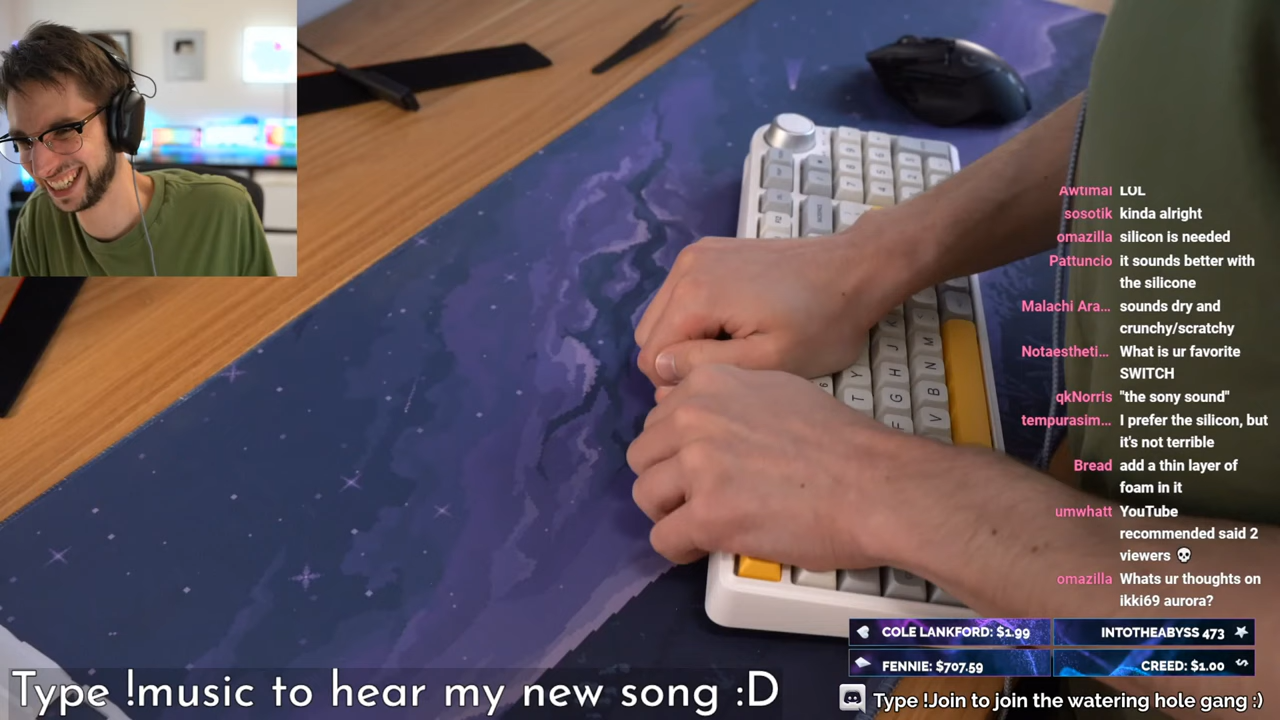 Awtimal LOL
sosotik kinda alright
omazilla silicon is needed
Pattuncio it sounds better with
the silicone
Malachi Ara... sounds dry and
crunchy/scratchy
Notaestheti... What is ur favorite
SWITCH
qkNorris "the sony sound"
tempurasim... I prefer the silicon, but
it's not terrible
Bread add a thin layer of
foam in it
umwhatt YouTube
recommended said 2
viewers 💀
omazilla Whats ur thoughts on
ikki69 aurora?
COLE LANKFORD: $1.99
INTOTHEABYSS 473
FENNIE: $707.59
CREED: $1.00
Type !music to hear my new song :D
Type !Join to join the watering hole gang :)
J
M
Y
H
N
T
G
B
F
V